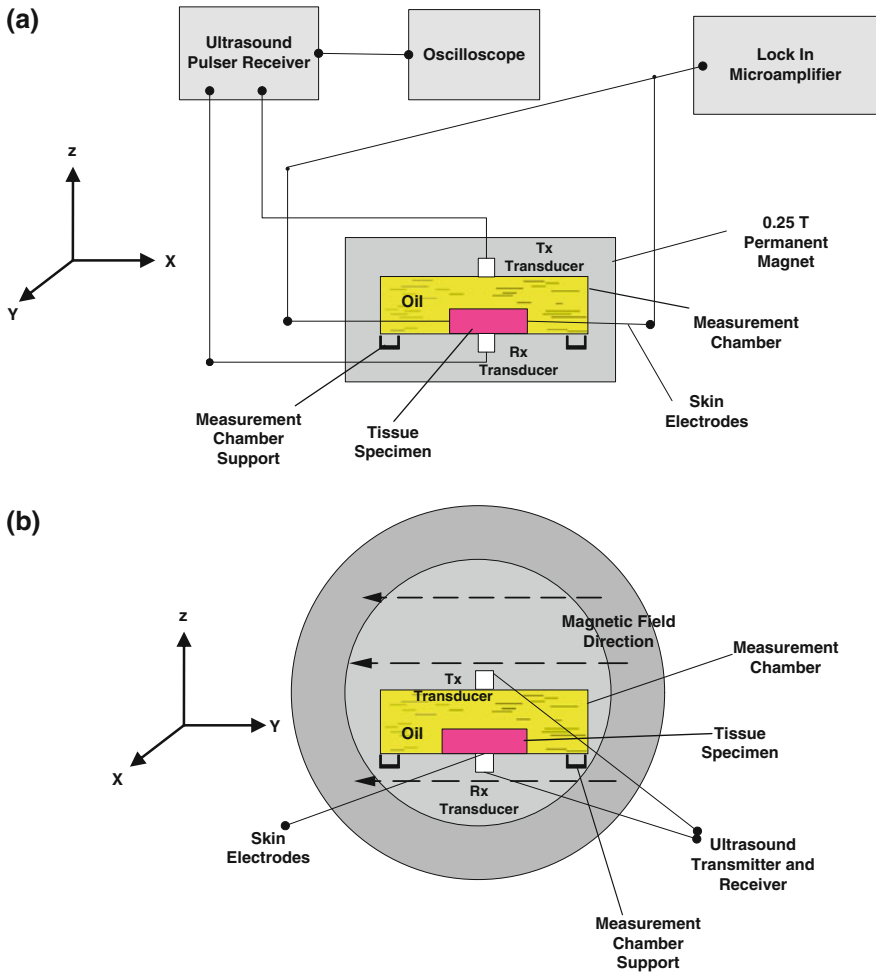 (a)
Ultrasound
Pulser Receiver
Oscilloscope
Lock In
Microamplifier
z
X
Y
Tx
Transducer
0.25 T
Permanent
Magnet
Oil
Measurement
Chamber
Rx
Transducer
Measurement
Chamber
Support
Tissue
Specimen
Skin
Electrodes
(b)
z
Y
X
Magnetic Field
Direction
Measurement
Chamber
Tx
Transducer
Oil
Tissue
Specimen
Rx
Transducer
Skin
Electrodes
Ultrasound
Transmitter and
Receiver
Measurement
Chamber
Support